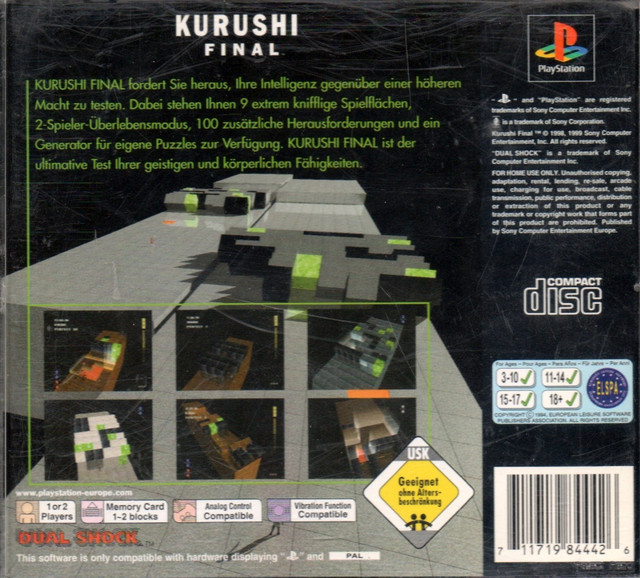 KURUSHI
FINAL
KURUSHI FINAL fordert Sie heraus, Ihre Intelligenz gegenüber einer höheren
Macht zu testen. Dabei stehen Ihnen 9 extrem knifflige Spielflächen,
2-Spieler-Überlebensmodus, 100 zusätzliche Herausforderungen und ein
Generator für eigene Puzzles zur Verfügung. KURUSHI FINAL ist der
ultimative Test Ihrer geistigen und körperlichen Fähigkeiten.
PlayStation
" " and "PlayStation" are registered
trademarks of Sony Computer Entertainment Inc.
is a trademark of Sony Corporation.
Kurushi Final ™ © 1998, 1999 Sony Computer
Entertainment, Inc. All rights reserved.
"DUAL SHOCK" is a trademark of Sony
Computer Entertainment Inc.
FOR HOME USE ONLY. Unauthorised copying,
adaptation, rental, lending, re-sale, arcade
use, charging for use, broadcast, cable
transmission, public performance, distribution
or extraction of this product or any
trademark or copyright work that forms part
of this product are prohibited. Published
by Sony Computer Entertainment Europe.
COMPACT
disc
For Ages - Pour Ages - Para Años - Für Jahre - Per Anni
3-10 11-14
15-17 18+
ELSPA
COPYRIGHT © 1994, EUROPEAN LEISURE SOFTWARE
PUBLISHERS ASSOCIATION. ALL RIGHTS RESERVED
USK
Geeignet
ohne Alters-
beschränkung
www.playstation-europe.com
1 or 2
Players
Memory Card
1-2 blocks
Analog Control
Compatible
Vibration Function
Compatible
DUAL SHOCK™
This software is only compatible with hardware displaying " " and PAL
7 11719 84442 6